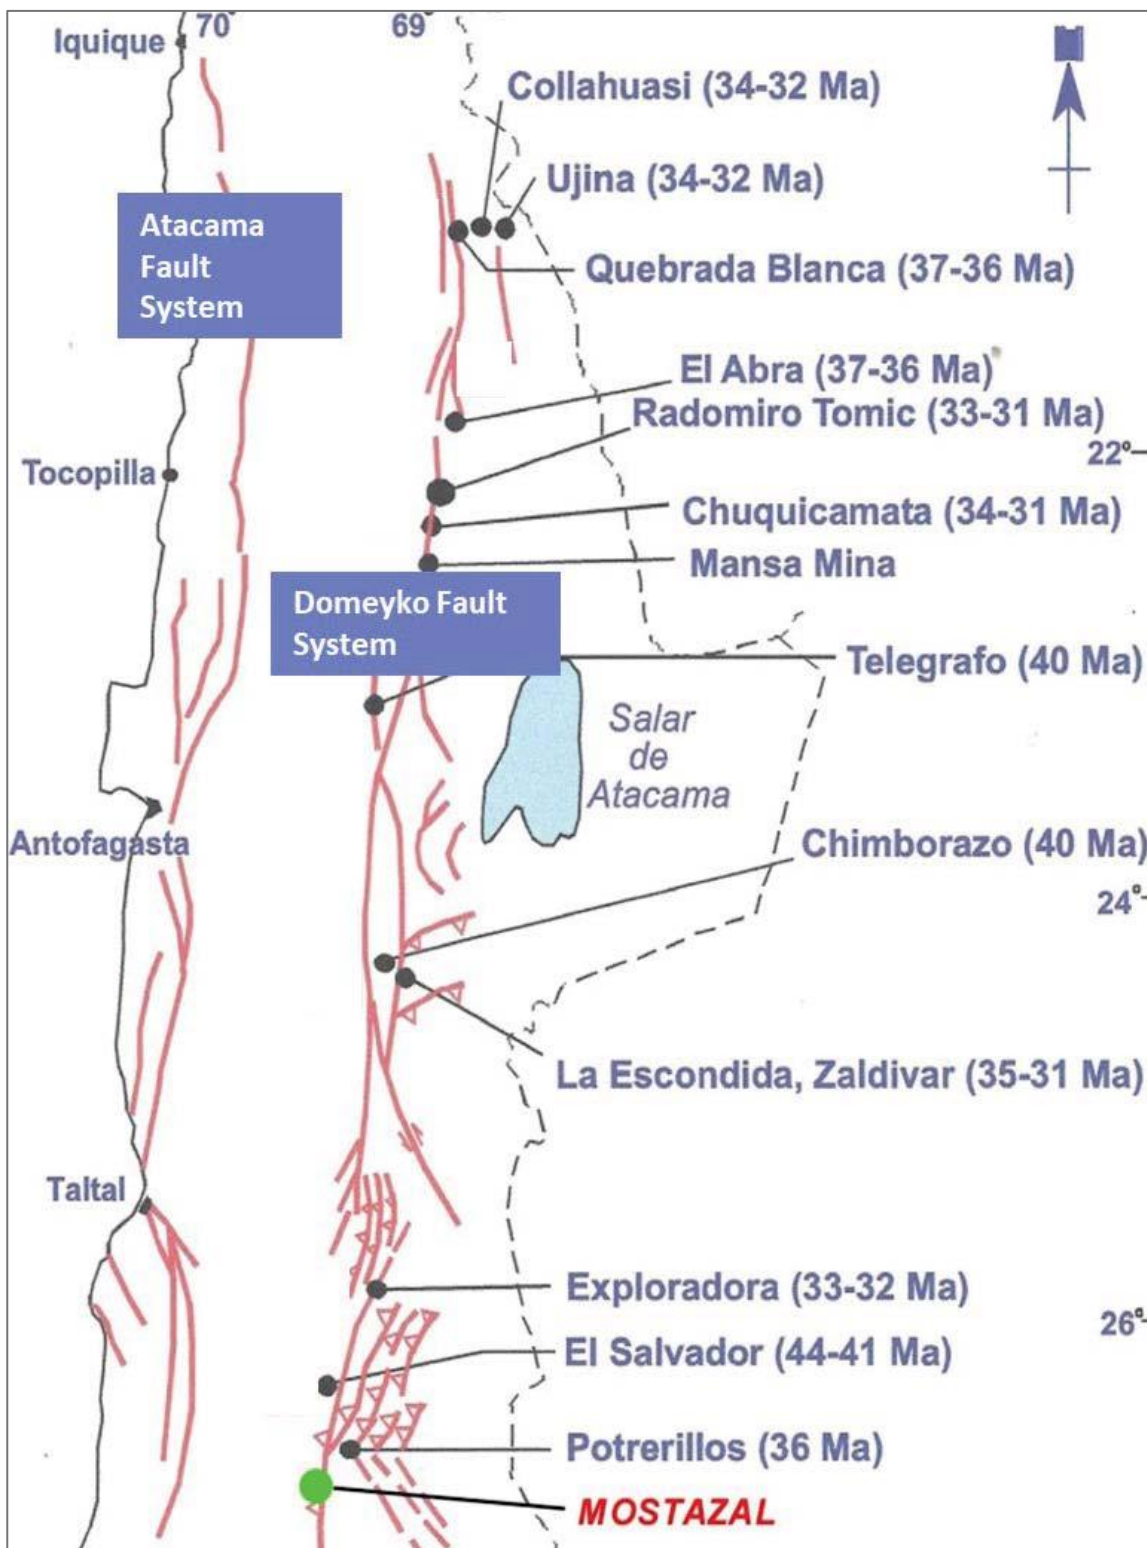 Iquique
70°
69°
Collahuasi (34-32 Ma)
Ujina (34-32 Ma)
Atacama
Fault
System
Quebrada Blanca (37-36 Ma)
El Abra (37-36 Ma)
Radomiro Tomic (33-31 Ma)
22°
Tocopilla
Chuquicamata (34-31 Ma)
Mansa Mina
Domeyko Fault
System
Telegrafo (40 Ma)
Salar
de
Atacama
Antofagasta
Chimborazo (40 Ma)
24°
La Escondida, Zaldivar (35-31 Ma)
Taltal
Exploradora (33-32 Ma)
26°
El Salvador (44-41 Ma)
Potrerillos (36 Ma)
MOSTAZAL